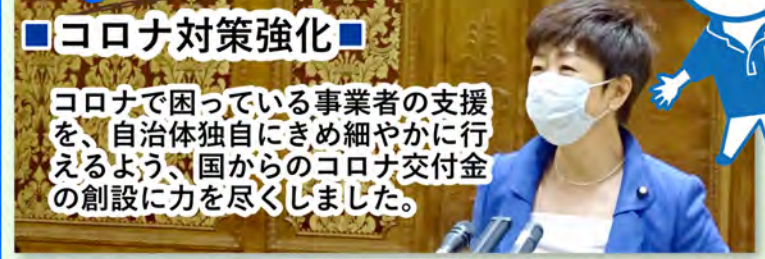 ■コロナ対策強化■
コロナで困っている事業者の支援
を、自治体独自にきめ細やかに行
えるよう、国からのコロナ交付金
の創設に力を尽くしました。